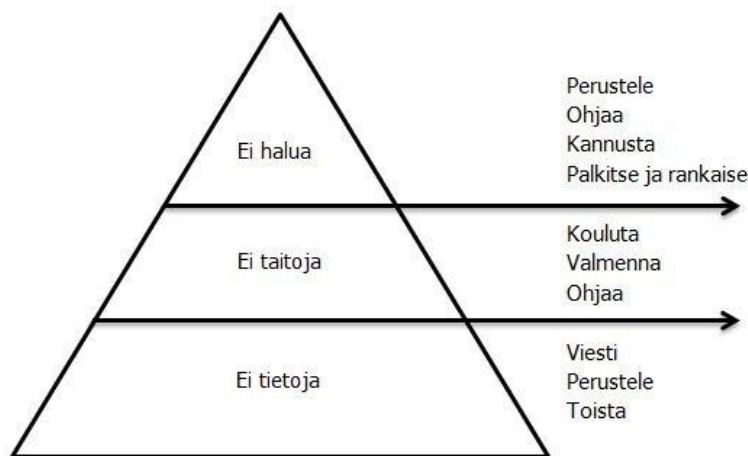 Perustele
Ohjaa
Kannusta
Palkitse ja rankaise
Ei halua
Kouluta
Valmenna
Ohjaa
Ei taitoja
Viesti
Perustele
Toista
Ei tietoja